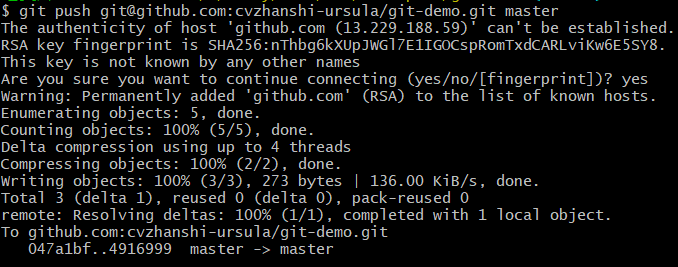 $ git push git@github.com:cvzhanshi-ursula/git-demo.git master
The authenticity of host 'github.com (13.229.188.59)' can't be established.
RSA key fingerprint is SHA256:nThbg6kXUpJWGl7E1IGOCspRomTxdCARLviKw6E5SY8.
This key is not known by any other names
Are you sure you want to continue connecting (yes/no/[fingerprint])? yes
Warning: Permanently added 'github.com' (RSA) to the list of known hosts.
Enumerating objects: 5, done.
Counting objects: 100% (5/5), done.
Delta compression using up to 4 threads
Compressing objects: 100% (2/2), done.
Writing objects: 100% (3/3), 273 bytes | 136.00 KiB/s, done.
Total 3 (delta 1), reused 0 (delta 0), pack-reused 0
remote: Resolving deltas: 100% (1/1), completed with 1 local object.
To github.com:cvzhanshi-ursula/git-demo.git
047a1bf..4916999  master -> master